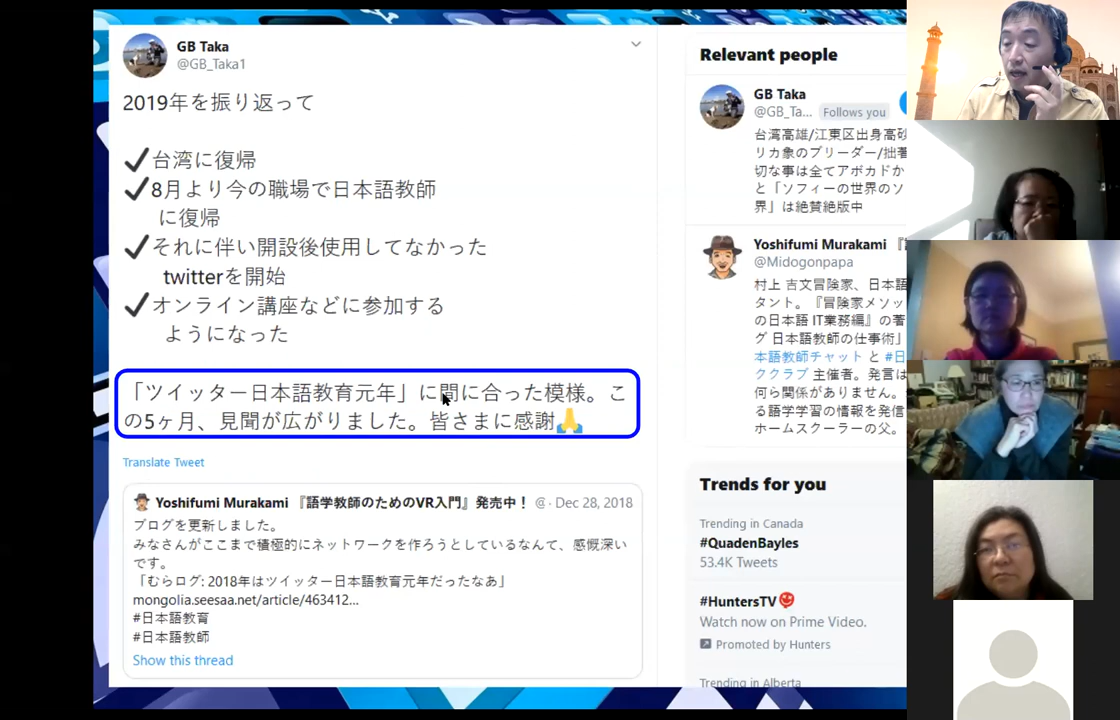 GB Taka
@GB_Taka1
2019年を振り返って
✔台湾に復帰
✔8月より今の職場で日本語教師
に復帰
✔それに伴い開設後使用してなかった
twitterを開始
✔オンライン講座などに参加する
ようになった
「ツイッター日本語教育元年」に間に合った模様。こ
の5ヶ月、見聞が広がりました。皆さまに感謝🙏
Translate Tweet
Yoshifumi Murakami 『語学教師のためのVR入門』発売中！ @ · Dec 28, 2018
ブログを更新しました。
みなさんがここまで積極的にネットワークを作ろうとしているなんて、感慨深い
です。
「むらログ: 2018年はツイッター日本語教育元年だったなあ」
mongolia.seesaa.net/article/463412...
#日本語教育
#日本語教師
Show this thread
Relevant people
GB Taka
@GB_Ta... Follows you
台湾高雄/江東区出身高砂
リカ象のブリーダー/拙著
切な事は全てアボカドか
と「ソフィーの世界のソ
界」は絶賛絶版中
Yoshifumi Murakami
@Midogonpapa
村上 吉文冒険家、日本語
タント。『冒険家メソッ
の日本語 IT業務編』の著
グ 日本語教師の仕事術」
本語教師チャット と #日
ククラブ 主催者。発言は
何ら関係がありません。
る語学学習の情報を発信
ホームスクーラーの父。
Trends for you
Trending in Canada
#QuadenBayles
53.4K Tweets
#HuntersTV
Watch now on Prime Video.
Promoted by Hunters
Trending in Alberta